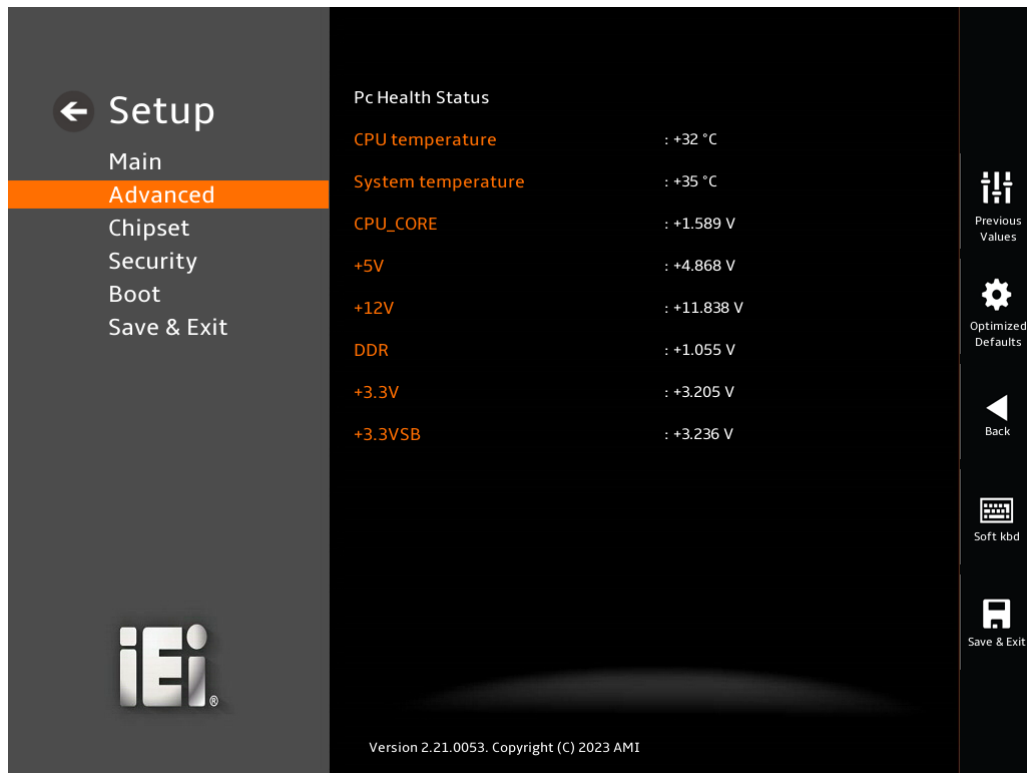 Setup
Main
Advanced
Chipset
Security
Boot
Save & Exit
iEi®
Pc Health Status
CPU temperature : +32 °C
System temperature : +35 °C
CPU_CORE : +1.589 V
+5V : +4.868 V
+12V : +11.838 V
DDR : +1.055 V
+3.3V : +3.205 V
+3.3VSB : +3.236 V
Version 2.21.0053. Copyright (C) 2023 AMI
Previous
Values
Optimized
Defaults
Back
Soft kbd
Save & Exit